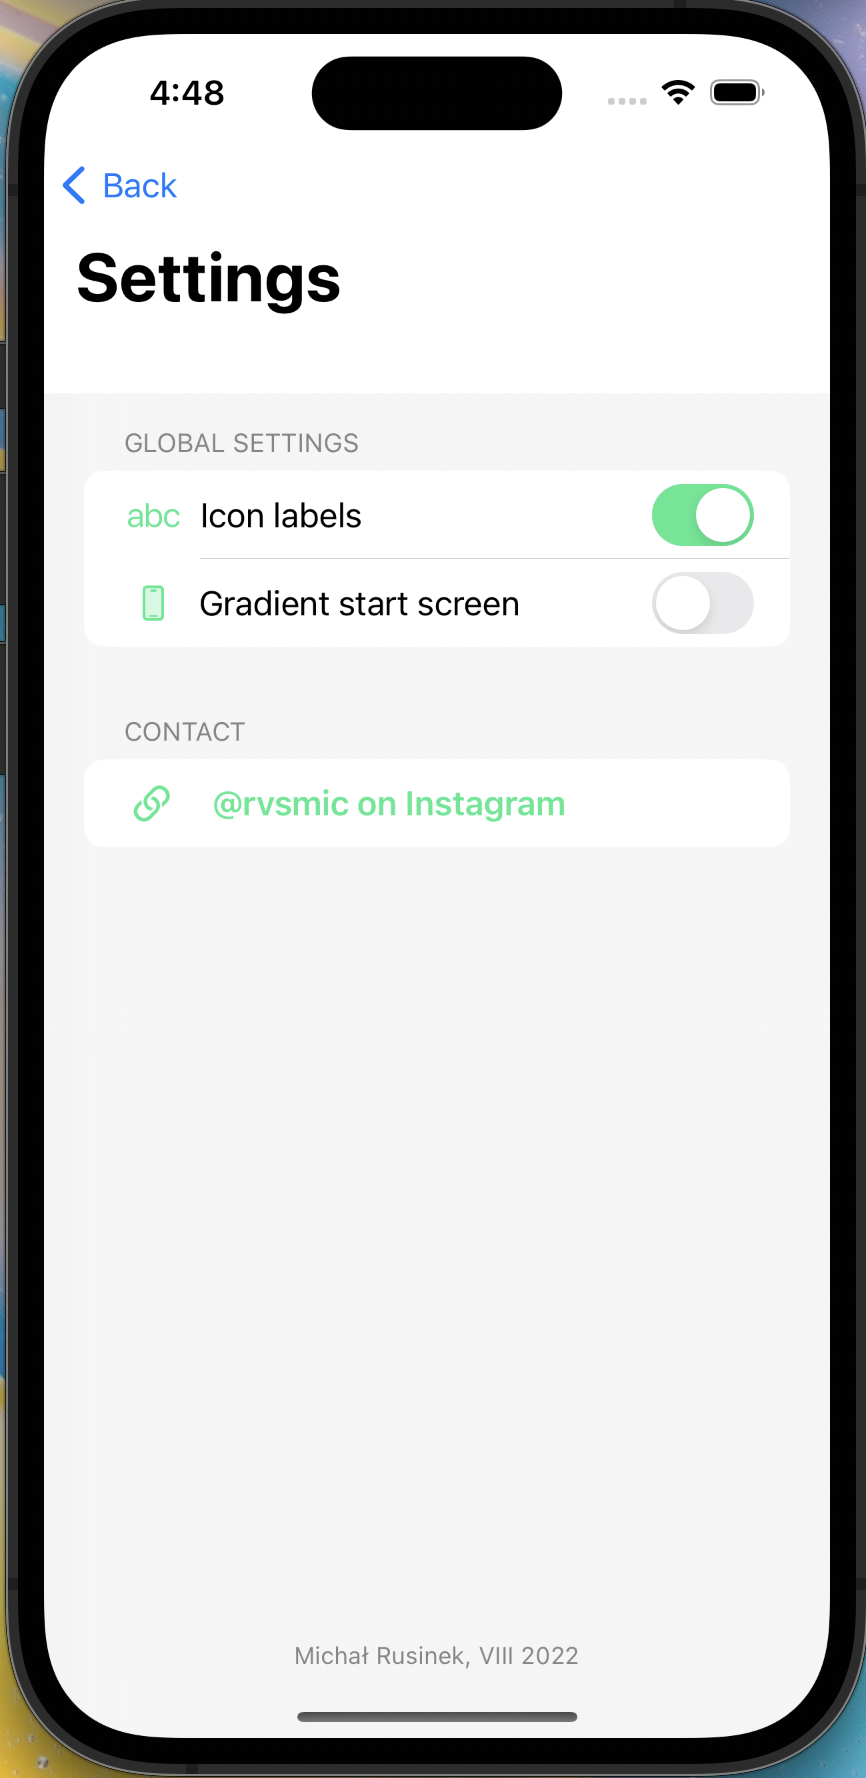 4:48
Back
Settings
GLOBAL SETTINGS
abc Icon labels
Gradient start screen
CONTACT
@rvsmic on Instagram
Michał Rusinek, VIII 2022